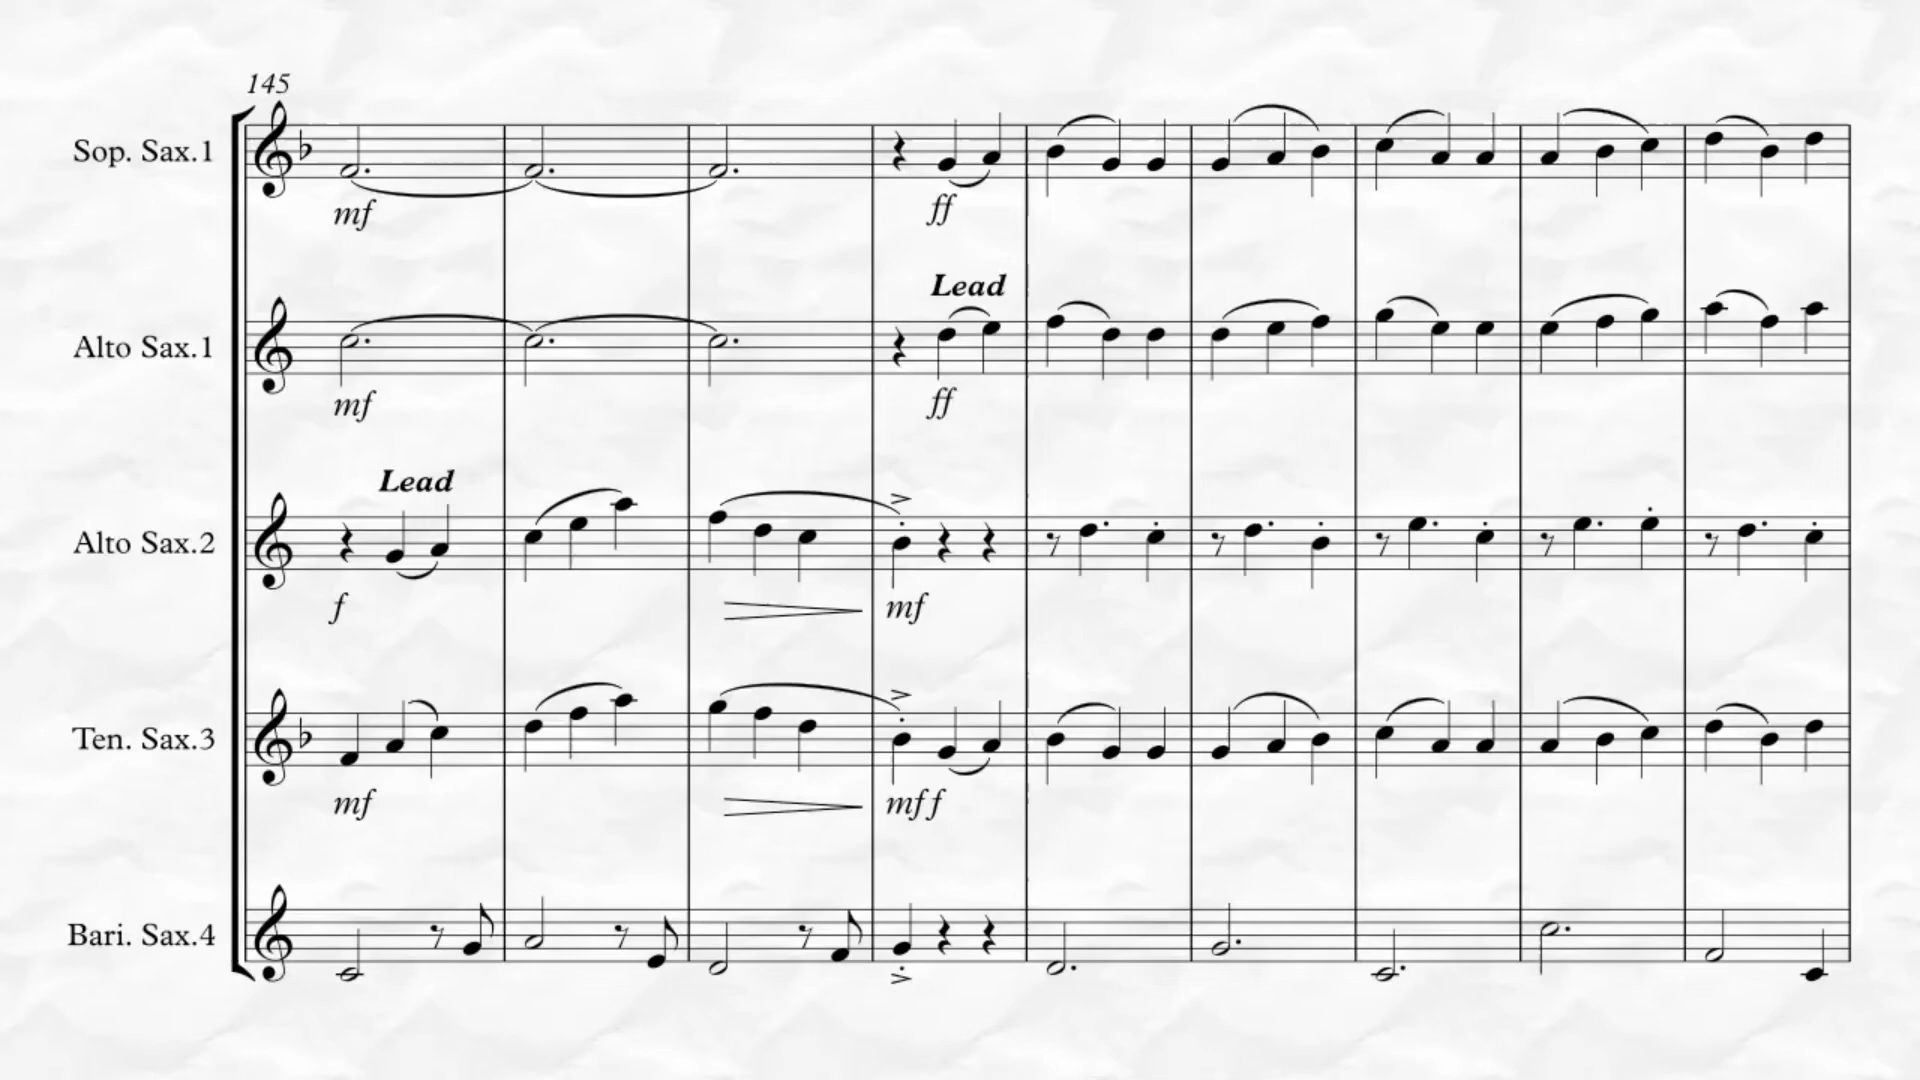 145
Sop. Sax.1
mf
ff
Lead
Alto Sax.1
mf
ff
Lead
Alto Sax.2
f
mf
Ten. Sax.3
mf
mff
Bari. Sax.4